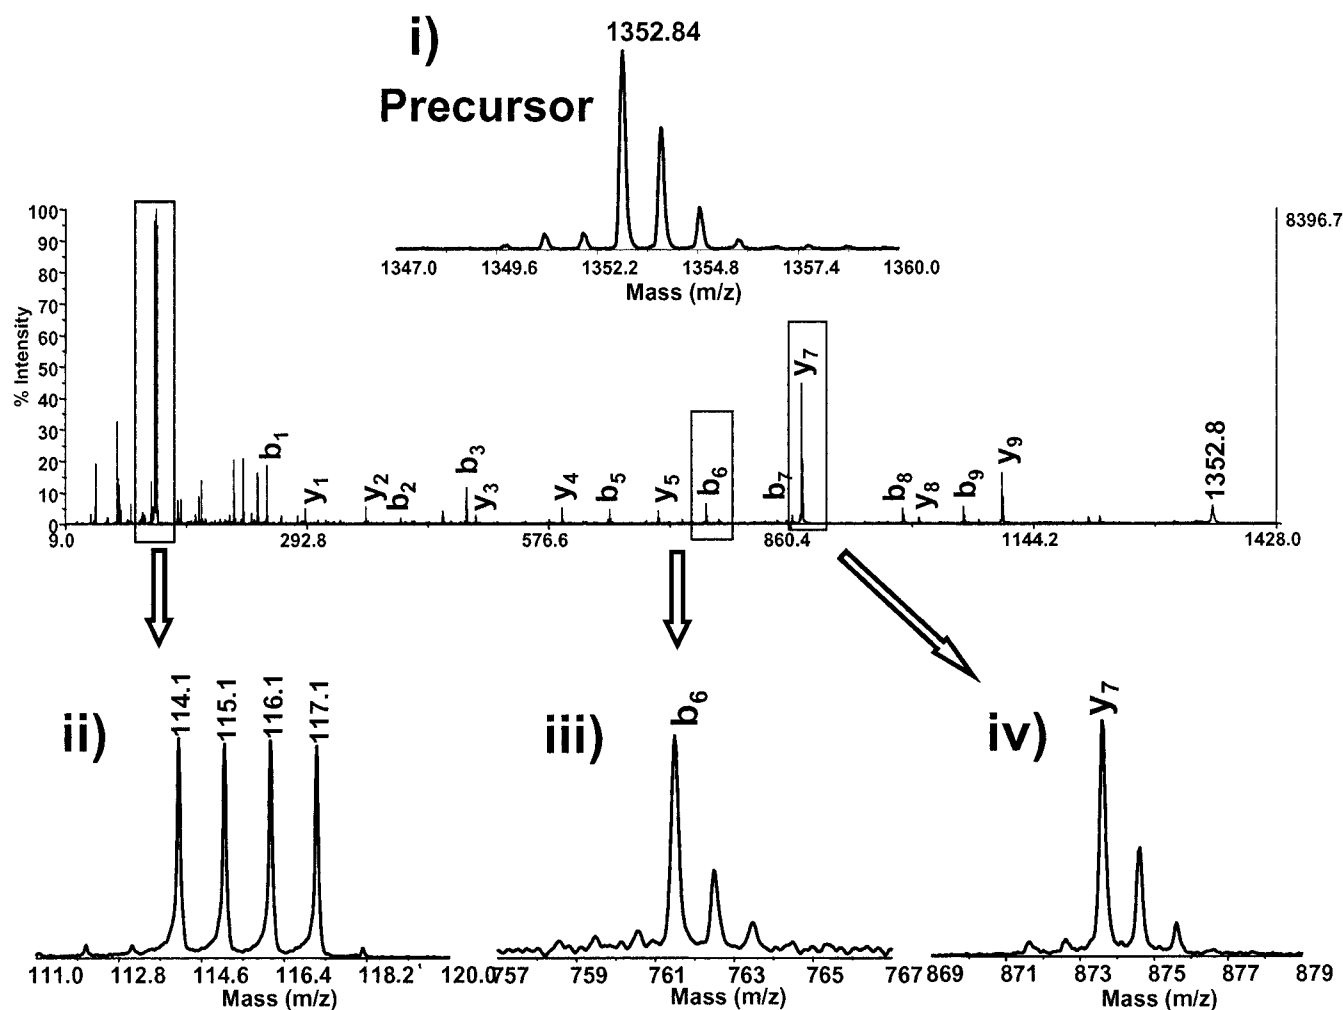 i)
1352.84
Precursor
1347.0 1349.6 1352.2 1354.8 1357.4 1360.0
Mass (m/z)
8396.7
% Intensity
100
90
80
70
60
50
40
30
20
10
0
b1 y1 y2 b2 b3 y3 y4 b5 y5 b6 b7 y7 b8 y8 b9 y9 1352.8
9.0 292.8 576.6 860.4 1144.2 1428.0
ii)
114.1 115.1 116.1 117.1
111.0 112.8 114.6 116.4 118.2 120.0
Mass (m/z)
iii)
b6
757 759 761 763 765 767
Mass (m/z)
iv)
y7
869 871 873 875 877 879
Mass (m/z)